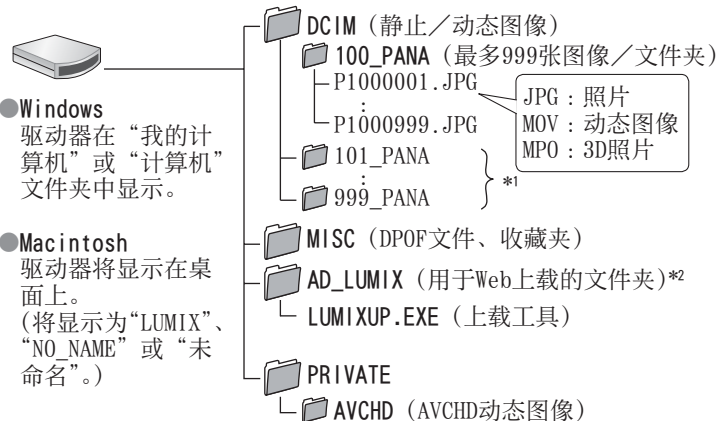 ●Windows
驱动器在“我的计
算机”或“计算机”
文件夹中显示。
●Macintosh
驱动器将显示在桌
面上。
(将显示为“LUMIX”、
“NO_NAME”或“未
命名”。)
DCIM（静止／动态图像）
100_PANA（最多999张图像／文件夹）
P1000001.JPG
:
P1000999.JPG
JPG：照片
MOV：动态图像
MPO：3D照片
101_PANA
:
999_PANA
*1
MISC（DPOF文件、收藏夹）
AD_LUMIX（用于Web上载的文件夹)*2
LUMIXUP.EXE（上载工具）
PRIVATE
AVCHD（AVCHD动态图像）